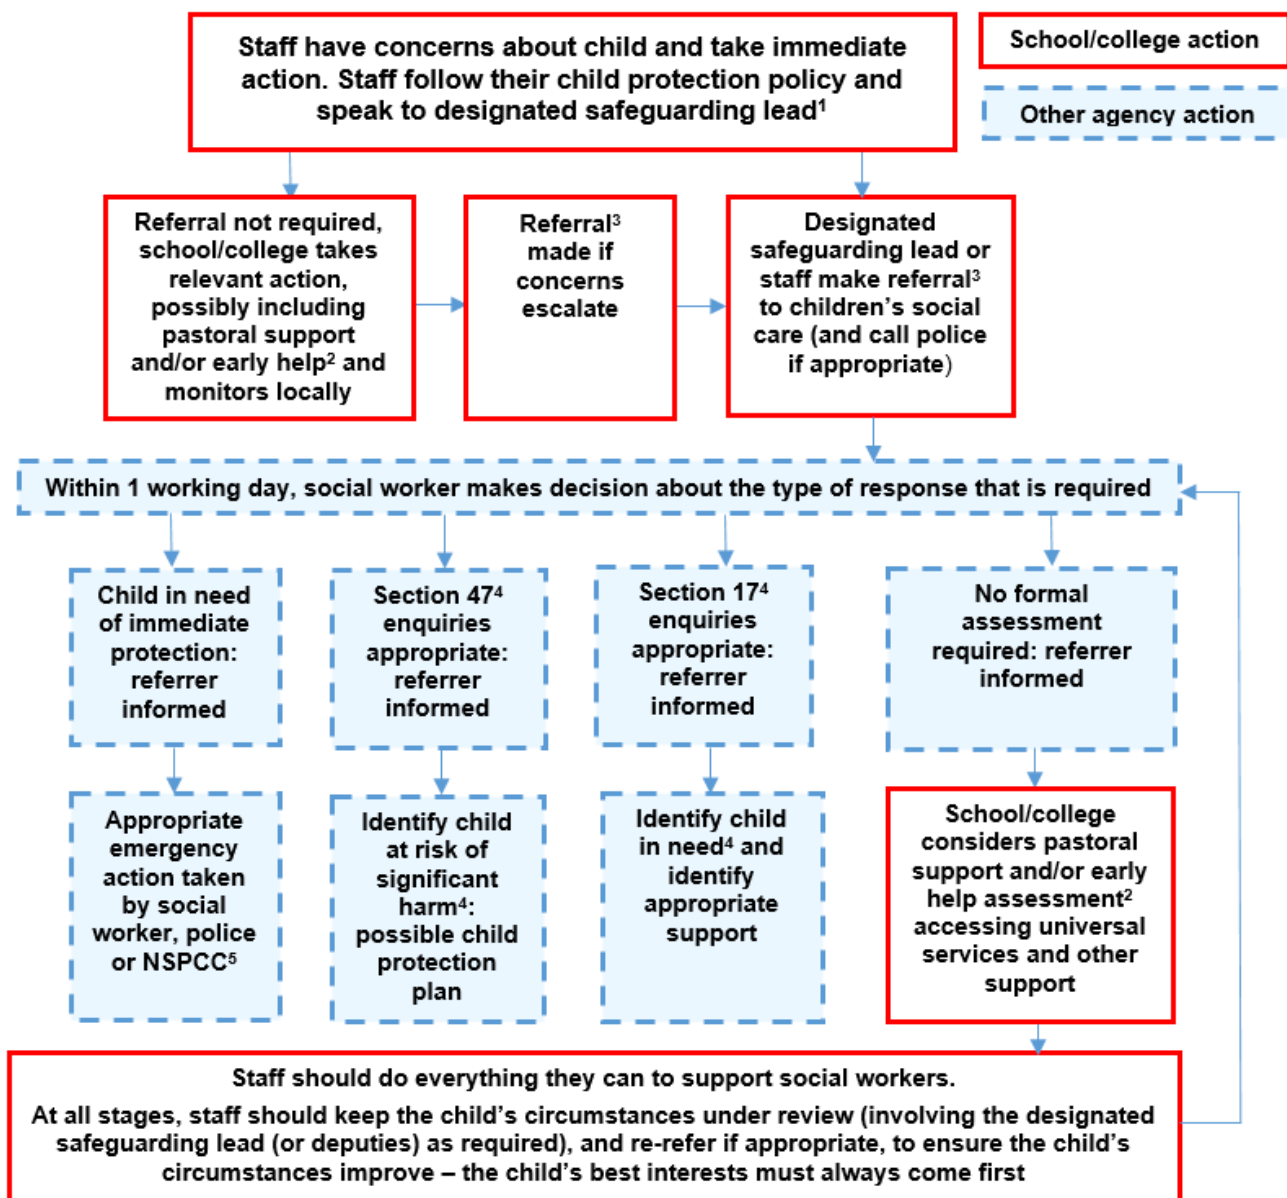 Staff have concerns about child and take immediate
action. Staff follow their child protection policy and
speak to designated safeguarding lead¹
School/college action
Other agency action
Referral not required,
school/college takes
relevant action,
possibly including
pastoral support
and/or early help² and
monitors locally
Referral³
made if
concerns
escalate
Designated
safeguarding lead or
staff make referral³
to children’s social
care (and call police
if appropriate)
Within 1 working day, social worker makes decision about the type of response that is required
Child in need
of immediate
protection:
referrer
informed
Section 47⁴
enquiries
appropriate:
referrer
informed
Section 17⁴
enquiries
appropriate:
referrer
informed
No formal
assessment
required: referrer
informed
Appropriate
emergency
action taken
by social
worker, police
or NSPCC⁵
Identify child
at risk of
significant
harm⁴:
possible child
protection
plan
Identify child
in need⁴ and
identify
appropriate
support
School/college
considers pastoral
support and/or early
help assessment²
accessing universal
services and other
support
Staff should do everything they can to support social workers.
At all stages, staff should keep the child’s circumstances under review (involving the designated
safeguarding lead (or deputies) as required), and re-refer if appropriate, to ensure the child’s
circumstances improve – the child’s best interests must always come first